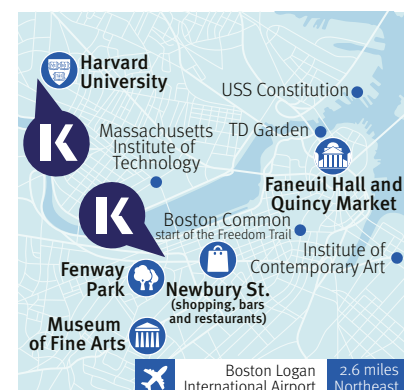 Harvard
University
USS Constitution
K
Massachusetts
Institute of
Technology
TD Garden
Faneuil Hall and
Quincy Market
K
Boston Common
start of the Freedom Trail
Institute of
Contemporary Art
Fenway
Park
Newbury St.
(shopping, bars
and restaurants)
Museum
of Fine Arts
Boston Logan
International Airport
2.6 miles
Northeast